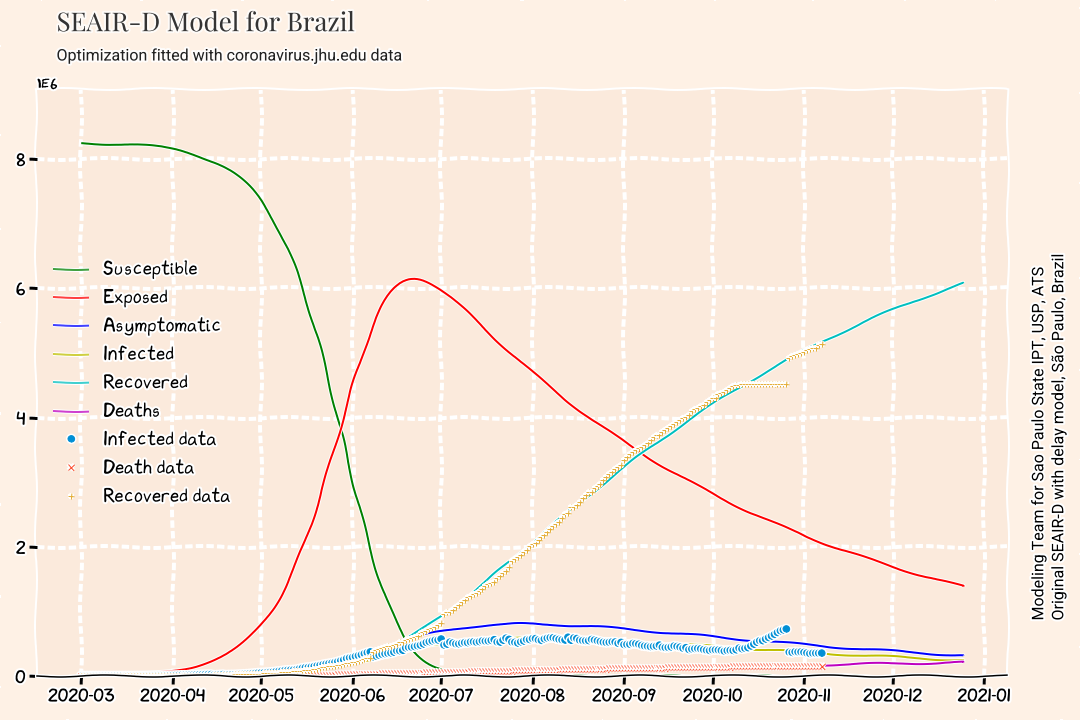 SEAIR-D Model for Brazil
Optimization fitted with coronavirus.jhu.edu data
1E6
8
6
4
2
0
Susceptible
Exposed
Asymptomatic
Infected
Recovered
Deaths
Infected data
Death data
Recovered data
2020-03 2020-04 2020-05 2020-06 2020-07 2020-08 2020-09 2020-10 2020-11 2020-12 2021-01
Modeling Team for Sao Paulo State IPT, USP, ATS
Original SEAIR-D with delay model, São Paulo, Brazil